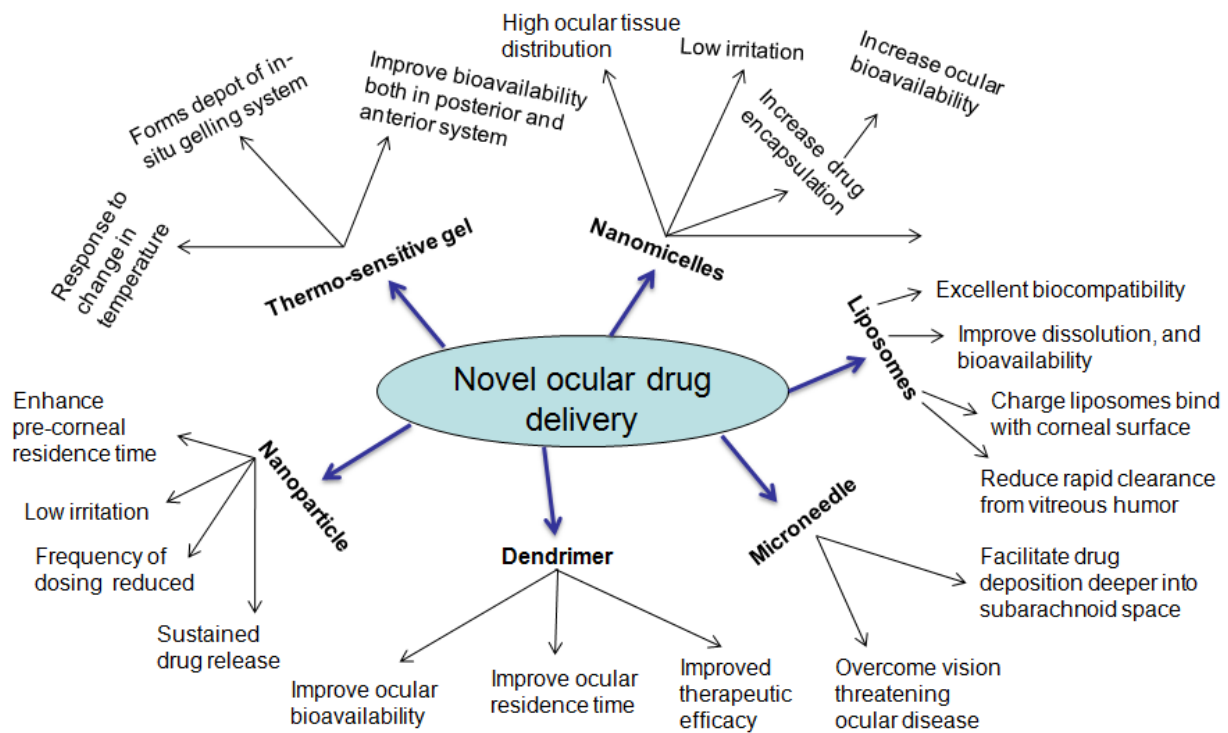 Novel ocular drug
delivery
Thermo-sensitive gel
Response to
change in
temperature
Forms depot of in-
situ gelling system
Improve bioavailability
both in posterior and
anterior system
Nanomicelles
High ocular tissue
distribution
Low irritation
Increase drug
encapsulation
Increase ocular
bioavailability
Liposomes
Excellent biocompatibility
Improve dissolution, and
bioavailability
Charge liposomes bind
with corneal surface
Reduce rapid clearance
from vitreous humor
Microneedle
Facilitate drug
deposition deeper into
subarachnoid space
Overcome vision
threatening
ocular disease
Dendrimer
Improved
therapeutic
efficacy
Improve ocular
residence time
Improve ocular
bioavailability
Nanoparticle
Sustained
drug release
Frequency of
dosing reduced
Low irritation
Enhance
pre-corneal
residence time